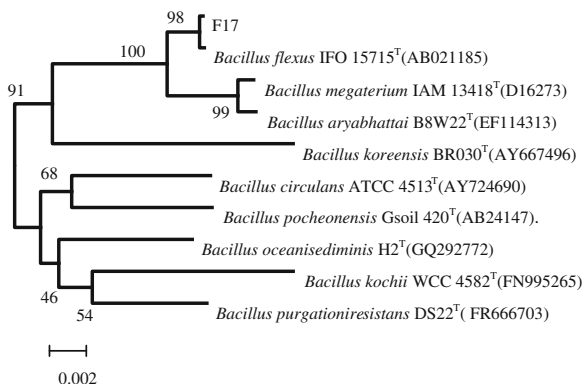 98
F17
Bacillus flexus IFO 15715T(AB021185)
100
Bacillus megaterium IAM 13418T(D16273)
91
99
Bacillus aryabhattai B8W22T(EF114313)
Bacillus koreensis BR030T(AY667496)
68
Bacillus circulans ATCC 4513T(AY724690)
Bacillus pocheonensis Gsoil 420T(AB24147).
Bacillus oceanisediminis H2T(GQ292772)
Bacillus kochii WCC 4582T(FN995265)
46
Bacillus purgationiresistans DS22T( FR666703)
54
0.002